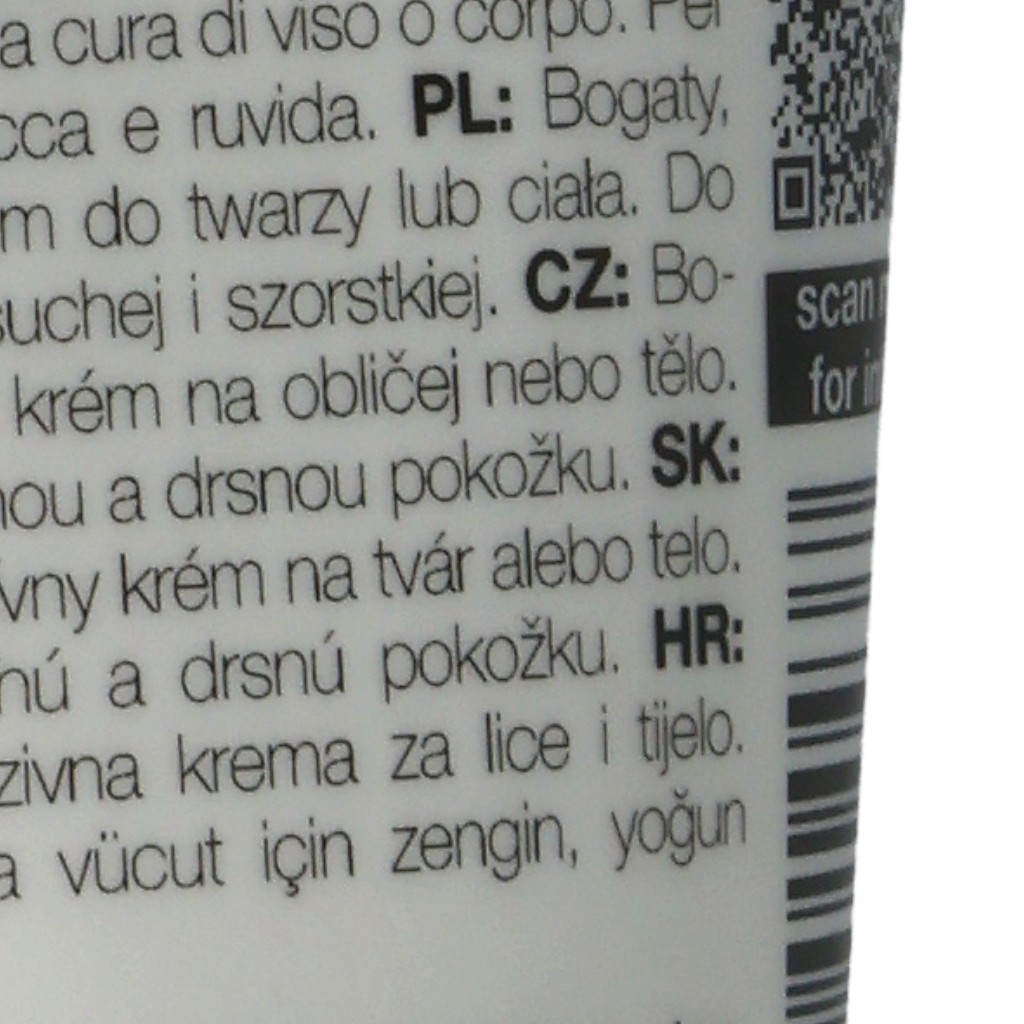 a cura di viso o corpo. Per
cca e ruvida. PL: Bogaty,
m do twarzy lub ciała. Do
suchej i szorstkiej. CZ: Bo-
krém na obličej nebo tělo.
nou a drsnou pokožku. SK:
vny krém na tvár alebo telo.
nú a drsnú pokožku. HR:
zivna krema za lice i tijelo.
a vücut için zengin, yoğun
scan
for